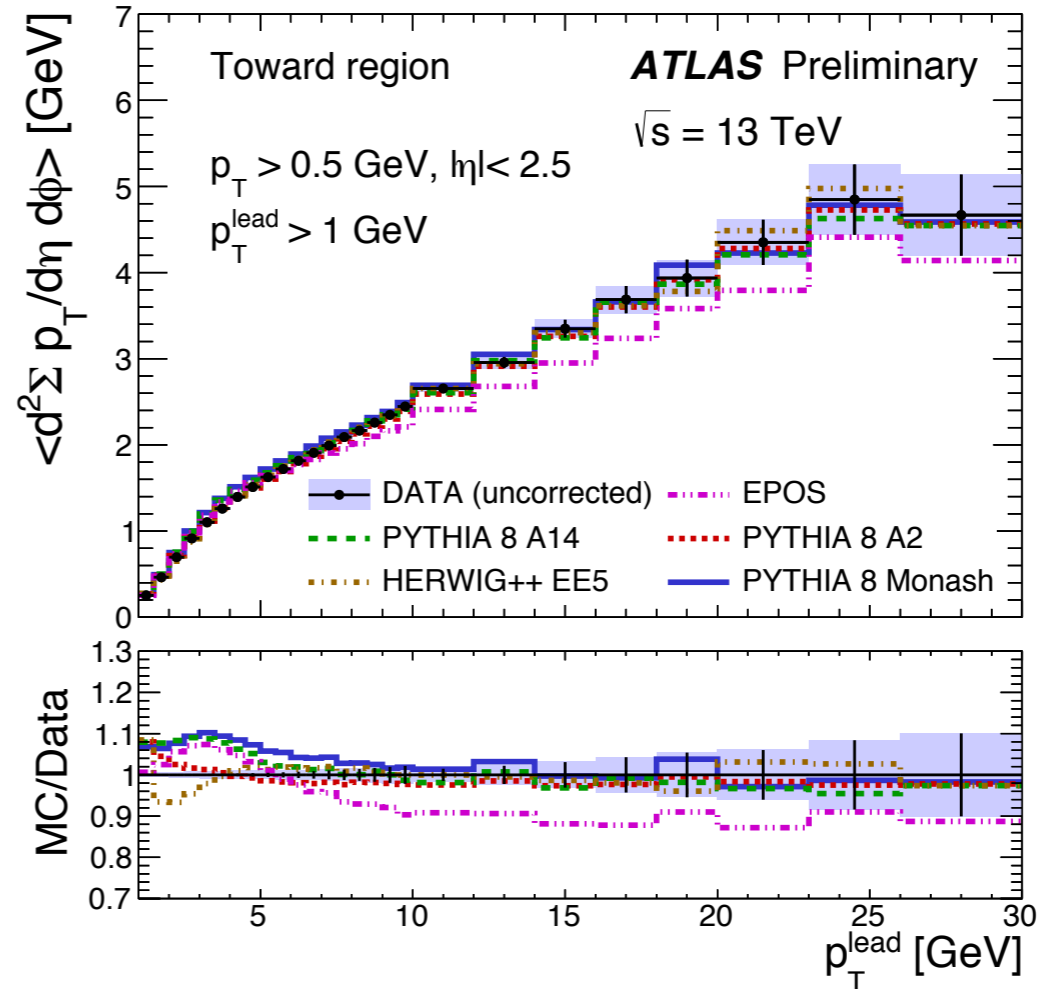 <d²Σ p_T/dη dϕ> [GeV]
7
6
5
4
3
2
1
0
Toward region
ATLAS Preliminary
√s = 13 TeV
p_T > 0.5 GeV, |η|< 2.5
p_T^lead > 1 GeV
DATA (uncorrected)
EPOS
PYTHIA 8 A14
PYTHIA 8 A2
HERWIG++ EE5
PYTHIA 8 Monash
MC/Data
1.3
1.2
1.1
1
0.9
0.8
0.7
5 10 15 20 25 30
p_T^lead [GeV]